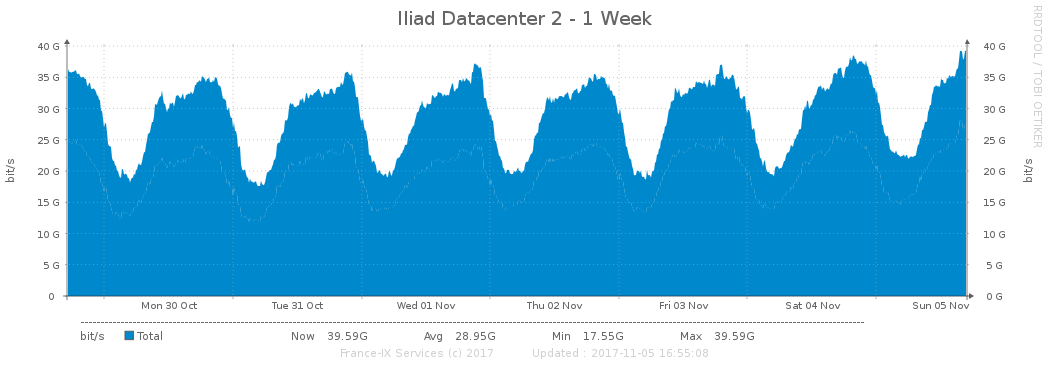 Iliad Datacenter 2 - 1 Week
RRDTOOL / TOBI OETIKER
bit/s
40 G
35 G
30 G
25 G
20 G
15 G
10 G
5 G
0
40 G
35 G
30 G
25 G
20 G
15 G
10 G
5 G
0 G
bit/s
Mon 30 Oct Tue 31 Oct Wed 01 Nov Thu 02 Nov Fri 03 Nov Sat 04 Nov Sun 05 Nov
bit/s Total Now 39.59G Avg 28.95G Min 17.55G Max 39.59G
France-IX Services (c) 2017 Updated : 2017-11-05 16:55:08